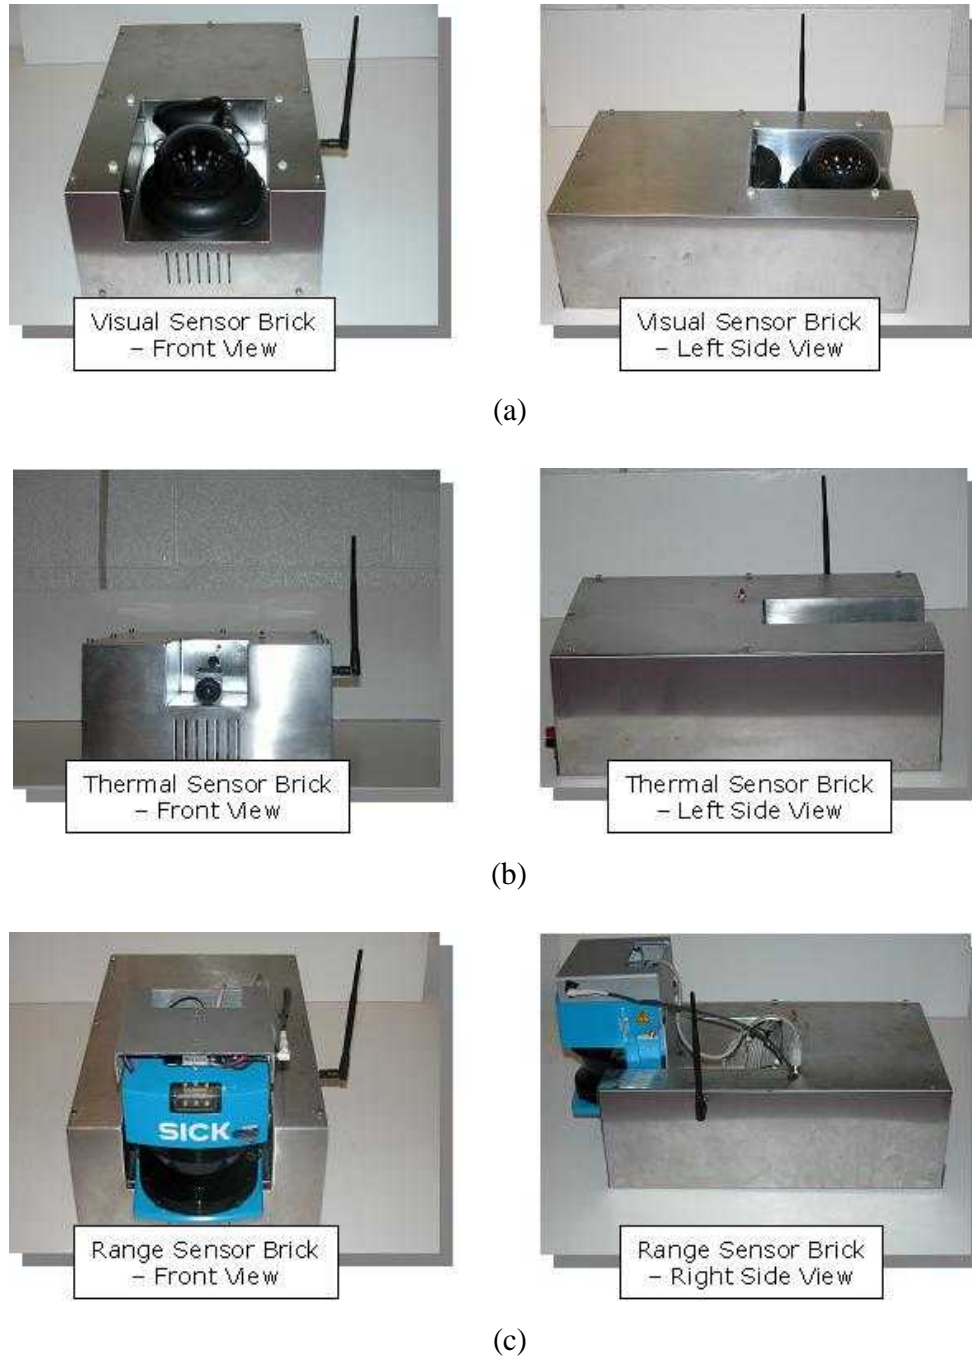 Visual Sensor Brick
– Front View
Visual Sensor Brick
– Left Side View
(a)
Thermal Sensor Brick
– Front View
Thermal Sensor Brick
– Left Side View
(b)
SICK
Range Sensor Brick
– Front View
Range Sensor Brick
– Right Side View
(c)